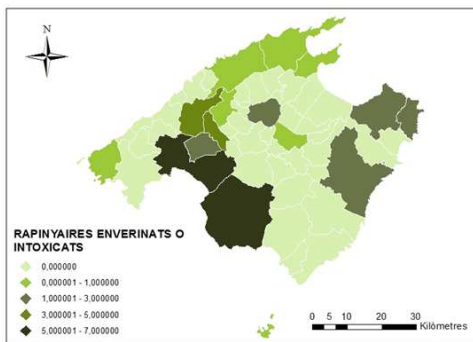 N
RAPINYAIRES ENVERINATS O
INTOXICATS
0,000000
0,000001 - 1,000000
1,000001 - 3,000000
3,000001 - 5,000000
5,000001 - 7,000000
0 5 10 20 30
Kilòmetres